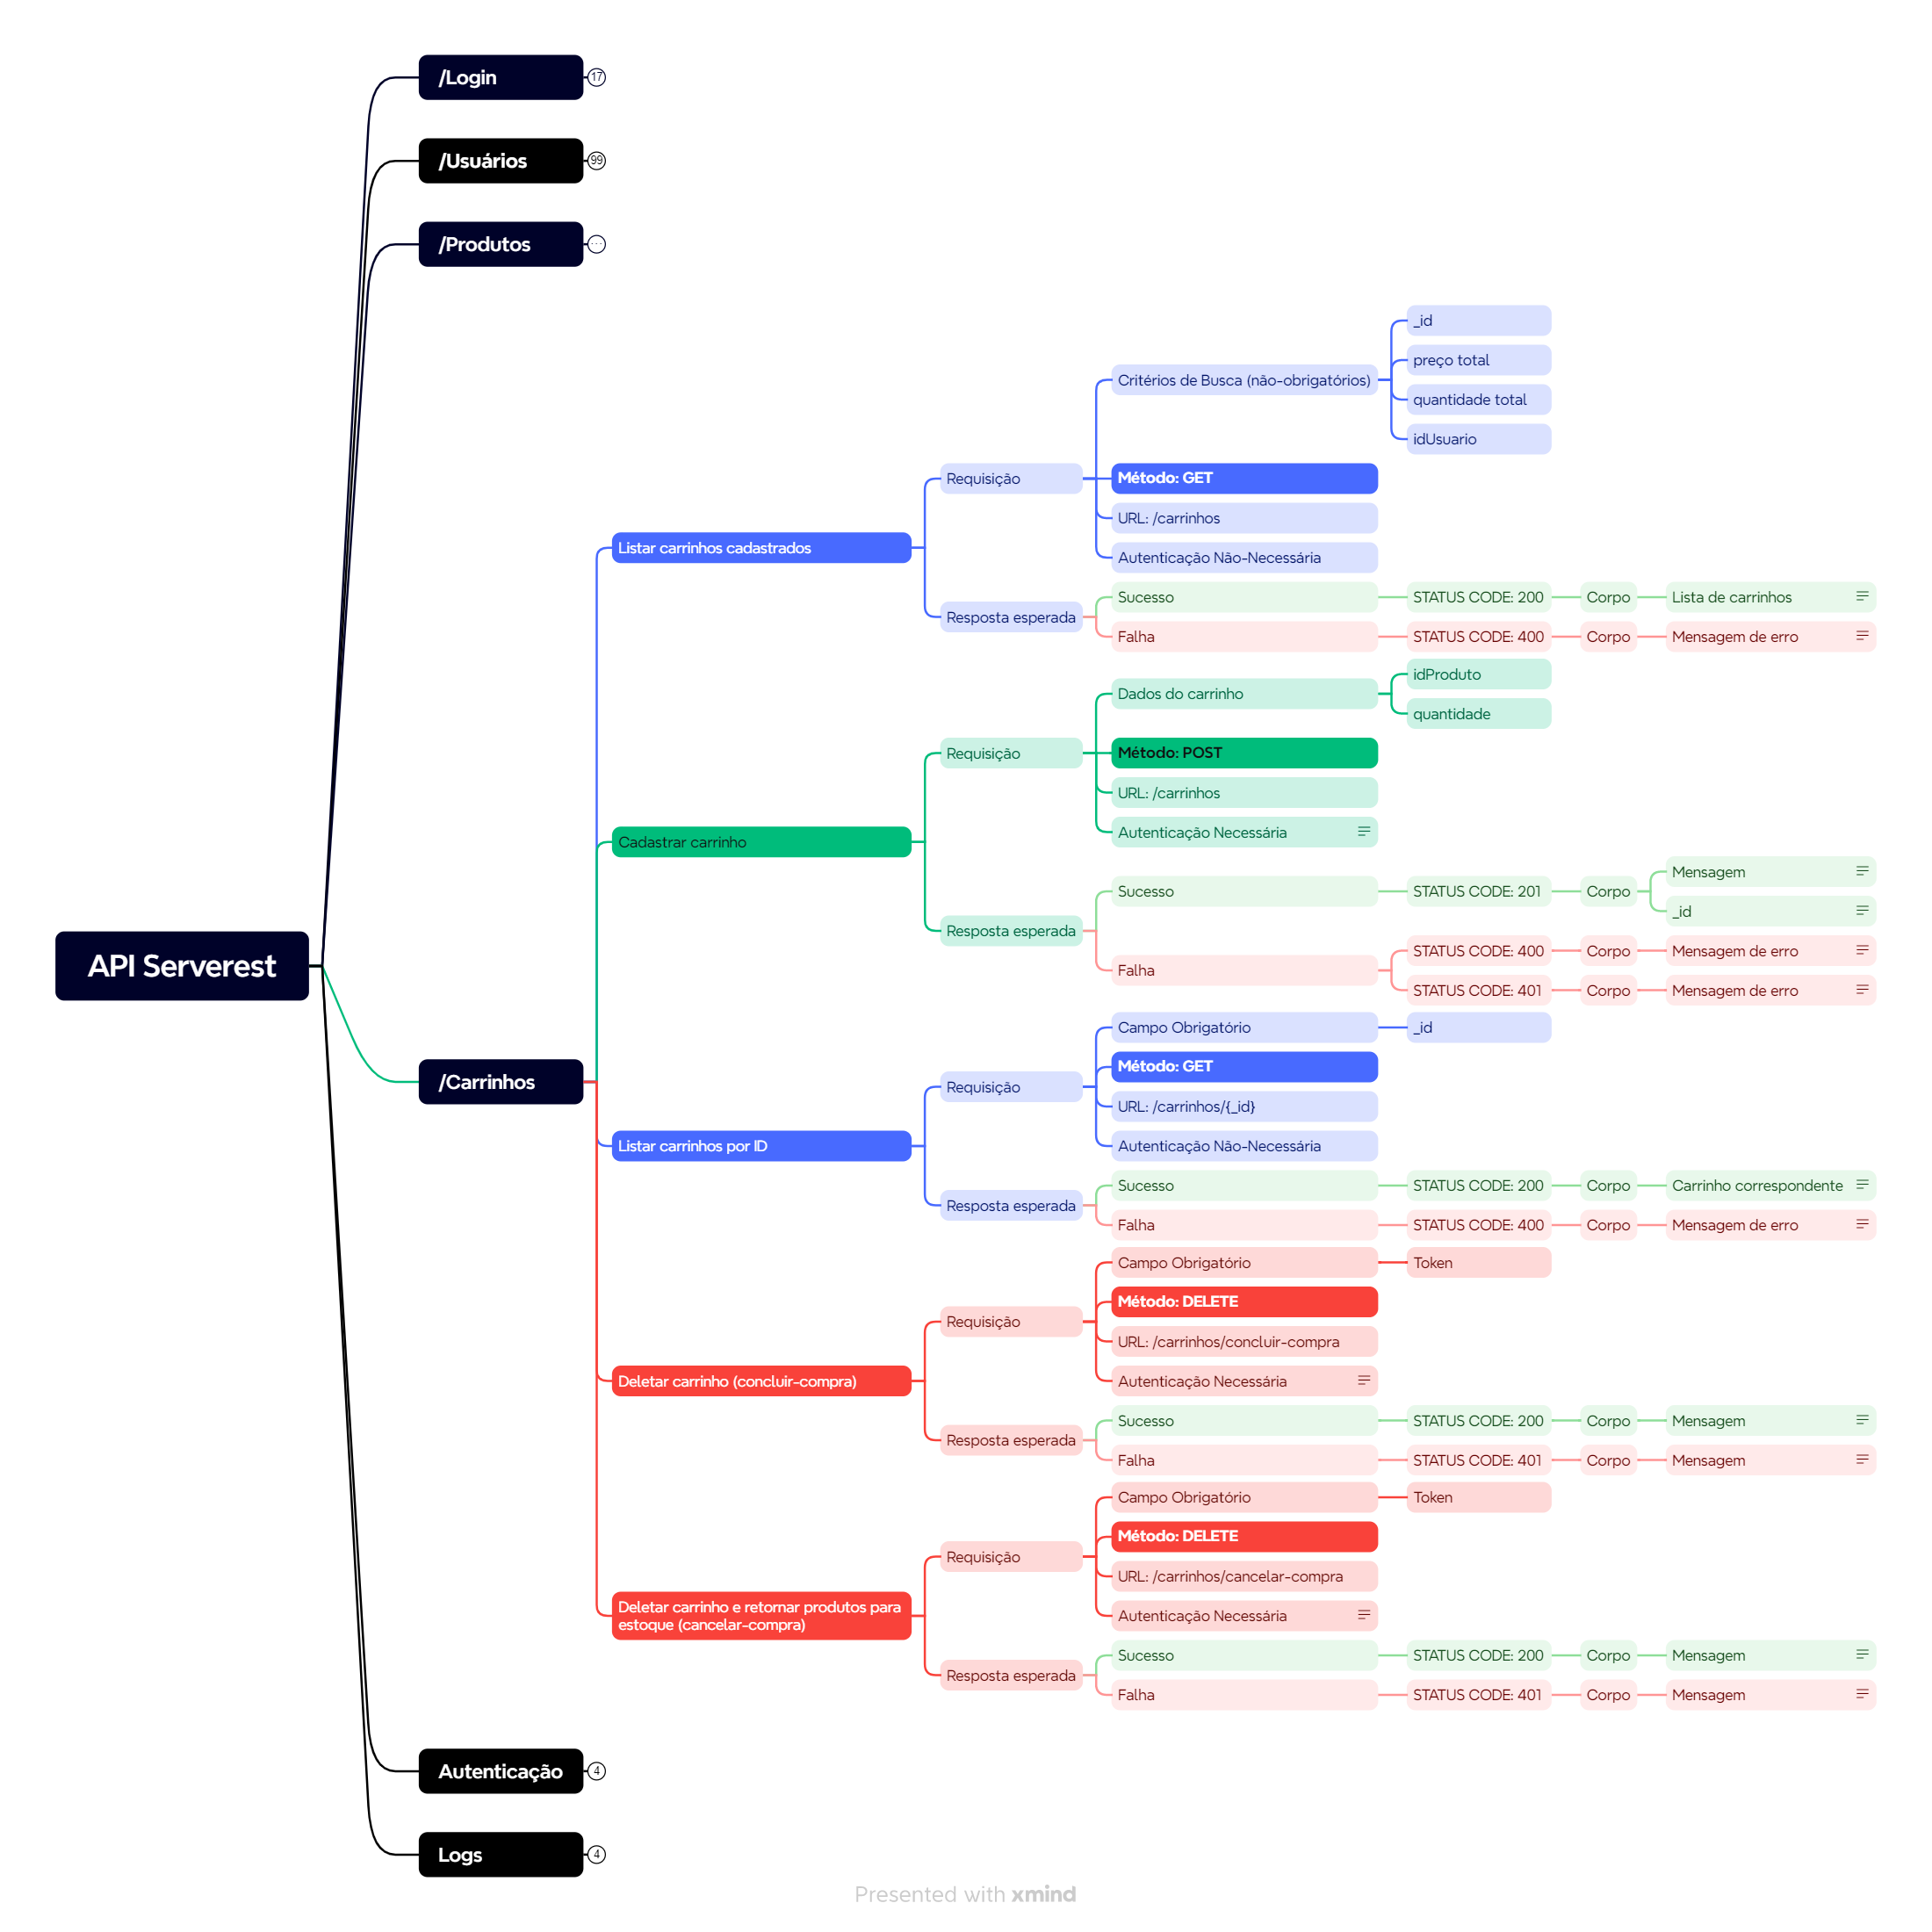 /Login
17
/Usuários
99
/Produtos
...
_id
preço total
Critérios de Busca (não-obrigatórios)
quantidade total
idUsuario
Requisição
Método: GET
URL: /carrinhos
Listar carrinhos cadastrados
Autenticação Não-Necessária
Sucesso
STATUS CODE: 200
Corpo
Lista de carrinhos
Resposta esperada
Falha
STATUS CODE: 400
Corpo
Mensagem de erro
idProduto
Dados do carrinho
quantidade
Requisição
Método: POST
URL: /carrinhos
Autenticação Necessária
Cadastrar carrinho
Mensagem
Sucesso
STATUS CODE: 201
Corpo
_id
Resposta esperada
STATUS CODE: 400
Corpo
Mensagem de erro
Falha
STATUS CODE: 401
Corpo
Mensagem de erro
API Serverest
Campo Obrigatório
_id
Método: GET
/Carrinhos
Requisição
URL: /carrinhos/{_id}
Listar carrinhos por ID
Autenticação Não-Necessária
Sucesso
STATUS CODE: 200
Corpo
Carrinho correspondente
Resposta esperada
Falha
STATUS CODE: 400
Corpo
Mensagem de erro
Campo Obrigatório
Token
Método: DELETE
Requisição
URL: /carrinhos/concluir-compra
Deletar carrinho (concluir-compra)
Autenticação Necessária
Sucesso
STATUS CODE: 200
Corpo
Mensagem
Resposta esperada
Falha
STATUS CODE: 401
Corpo
Mensagem
Campo Obrigatório
Token
Método: DELETE
Requisição
URL: /carrinhos/cancelar-compra
Deletar carrinho e retornar produtos para
estoque (cancelar-compra)
Autenticação Necessária
Sucesso
STATUS CODE: 200
Corpo
Mensagem
Resposta esperada
Falha
STATUS CODE: 401
Corpo
Mensagem
Autenticação
4
Logs
4
Presented with xmind